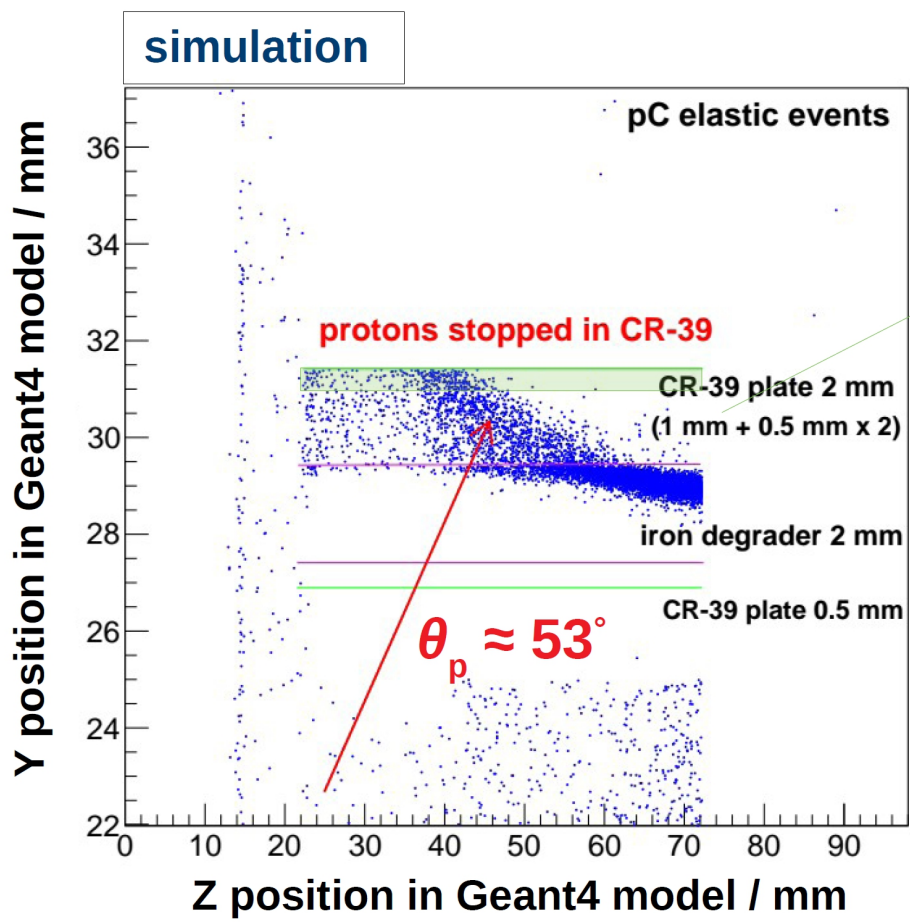 simulation
pC elastic events
Y position in Geant4 model / mm
36
34
32
30
28
26
24
22
protons stopped in CR-39
CR-39 plate 2 mm
(1 mm + 0.5 mm x 2)
iron degrader 2 mm
CR-39 plate 0.5 mm
θp ≈ 53°
0 10 20 30 40 50 60 70 80 90
Z position in Geant4 model / mm